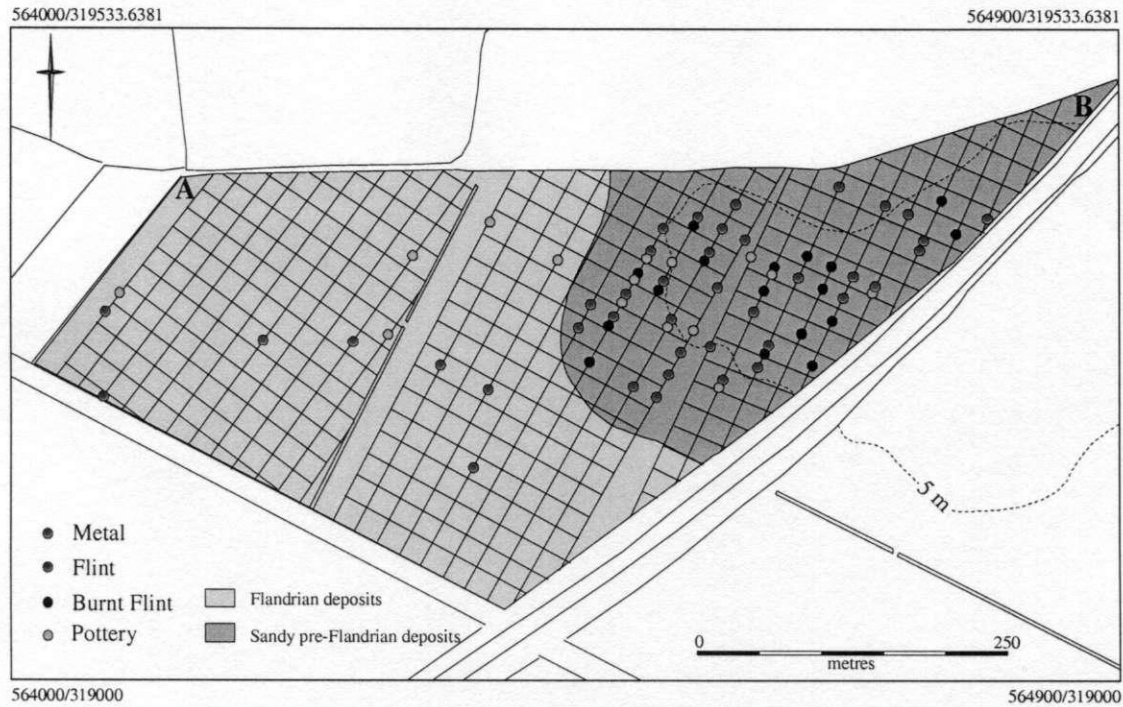 564000/319533.6381 564900/319533.6381
A
B
5 m
Metal
Flint
Burnt Flint
Pottery
Flandrian deposits
Sandy pre-Flandrian deposits
0 250
metres
564000/319000 564900/319000